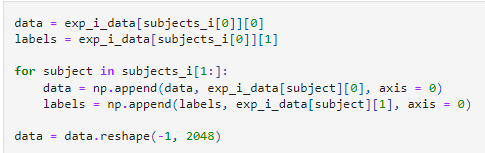 data = exp_i_data[subjects_i[0]][0]
labels = exp_i_data[subjects_i[0]][1]
for subject in subjects_i[1:]:
data = np.append(data, exp_i_data[subject][0], axis = 0)
labels = np.append(labels, exp_i_data[subject][1], axis = 0)
data = data.reshape(-1, 2048)